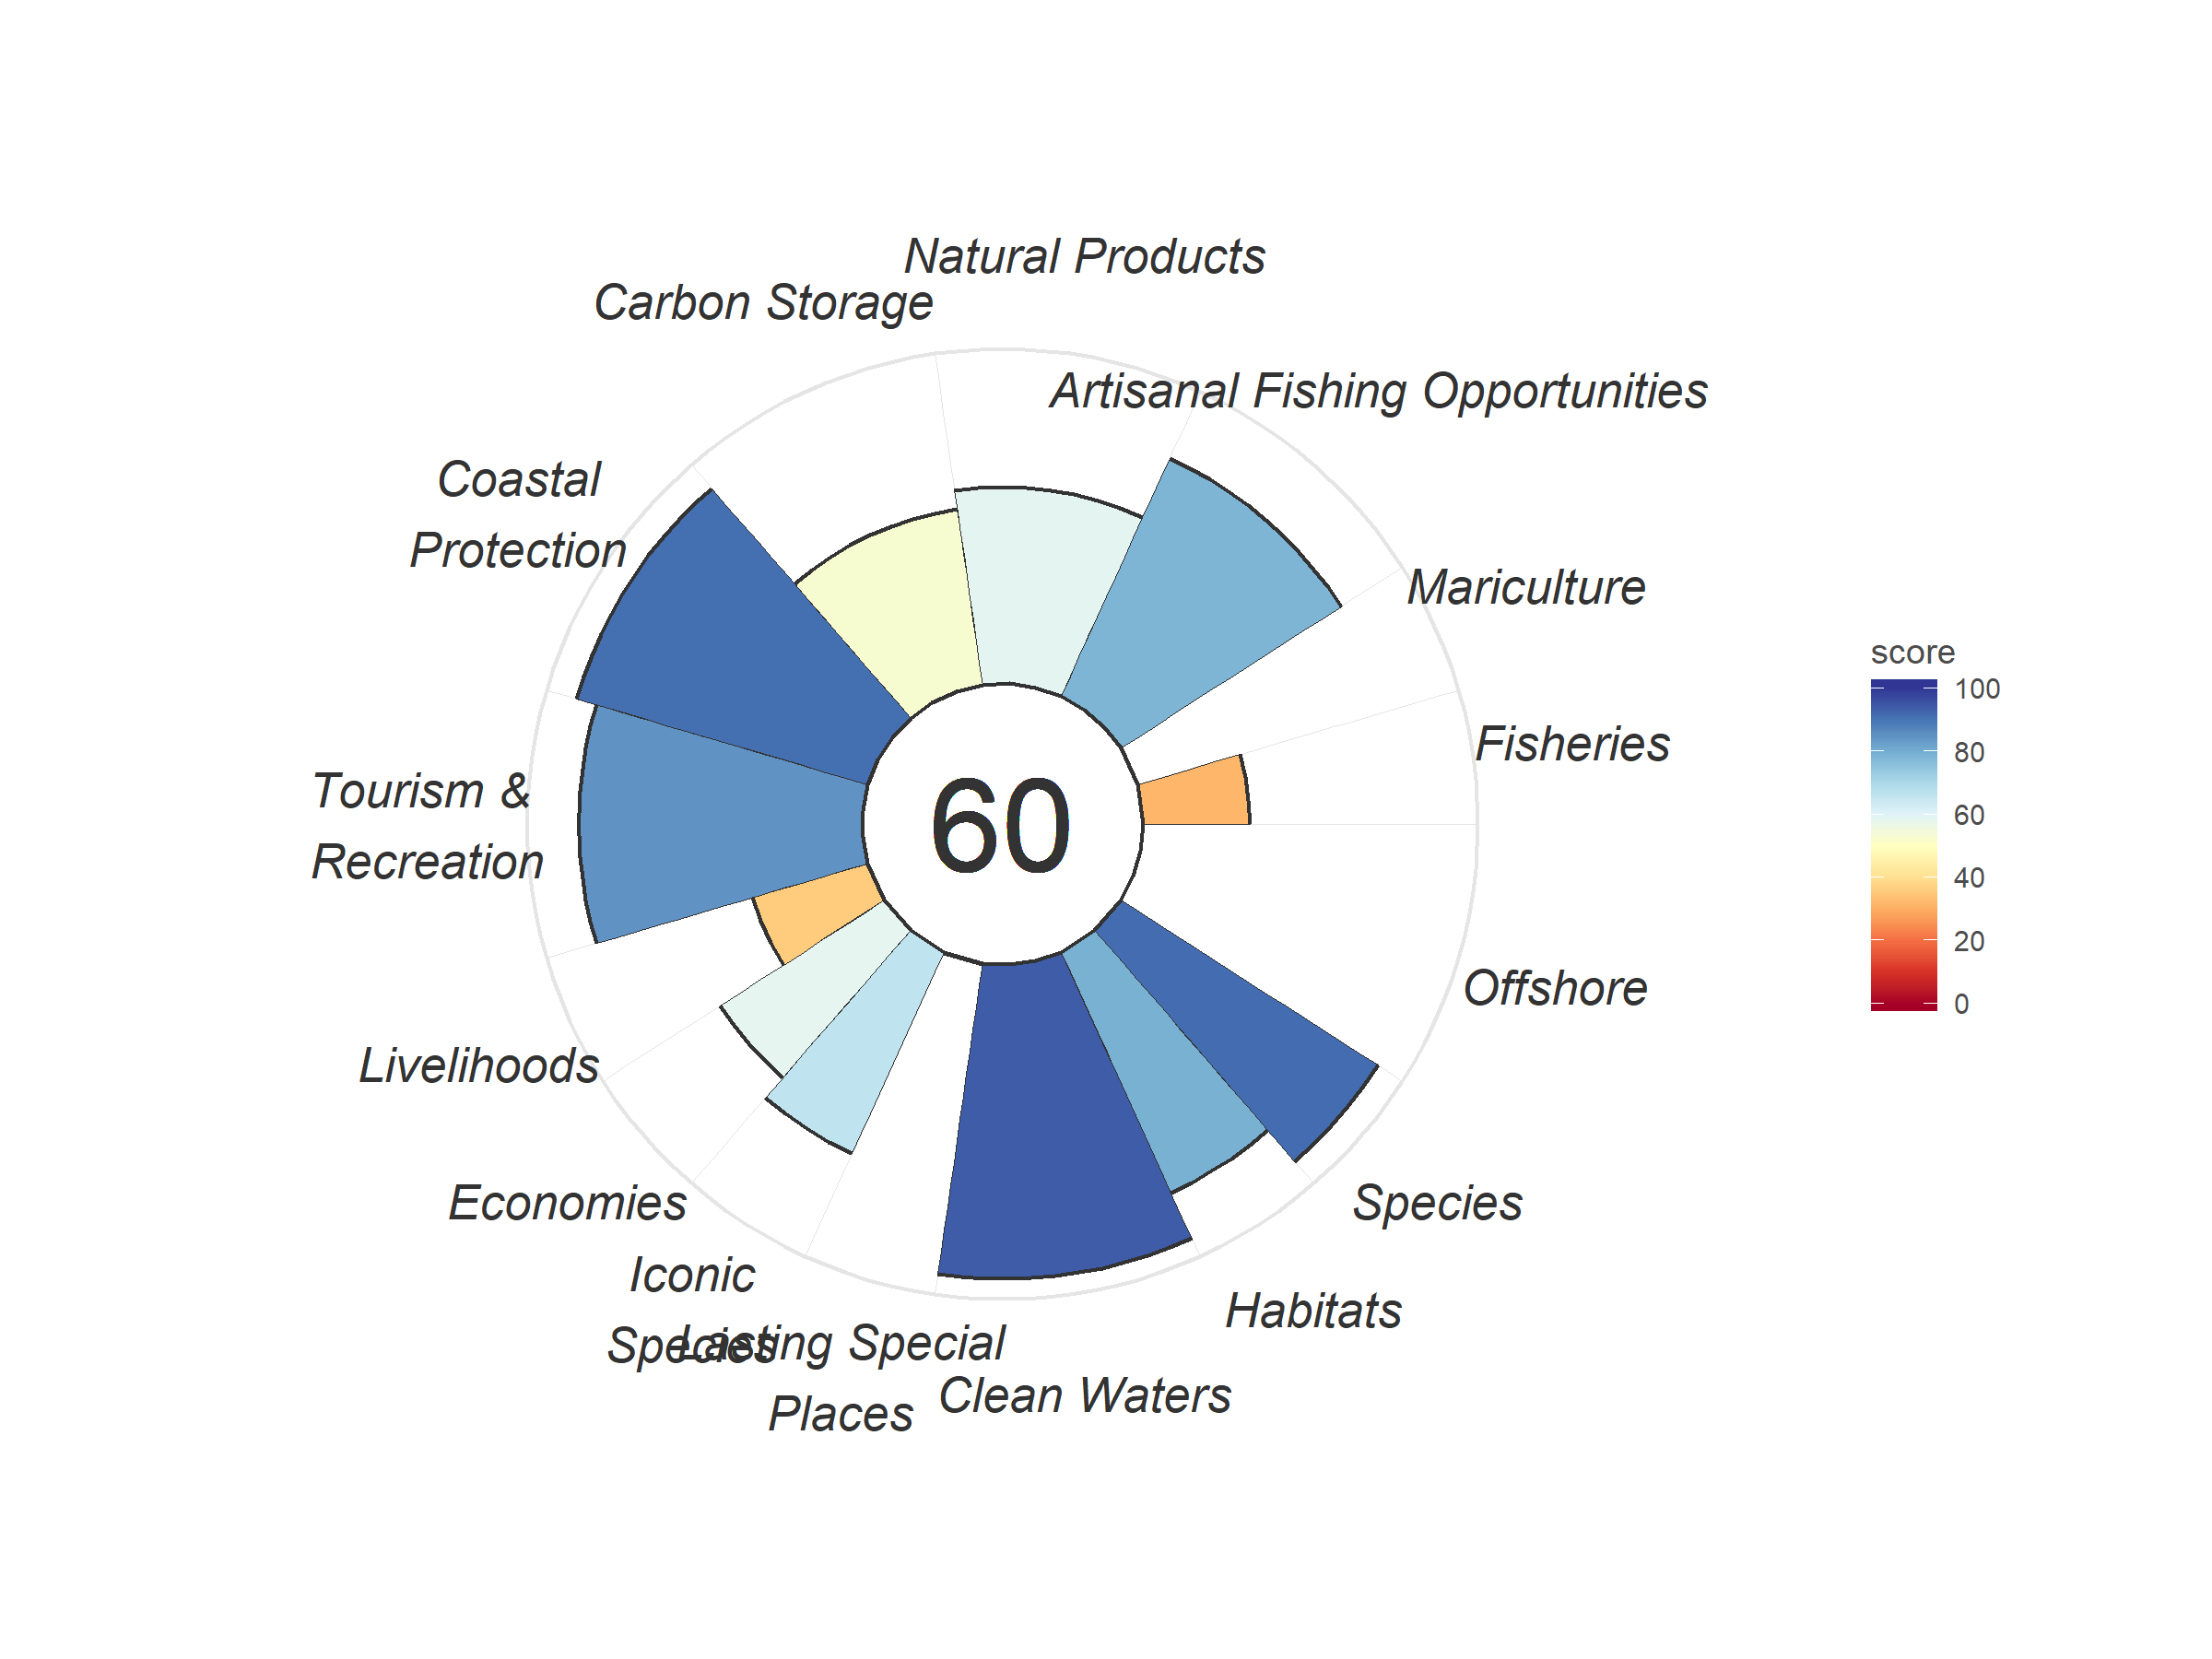 Natural Products
Carbon Storage
Artisanal Fishing Opportunities
Coastal
Protection
Mariculture
Fisheries
Tourism &
Recreation
60
Offshore
Livelihoods
Economies
Species
Iconic
Species
Habitats
Lasting Special
Places
Clean Waters
score
100
80
60
40
20
0